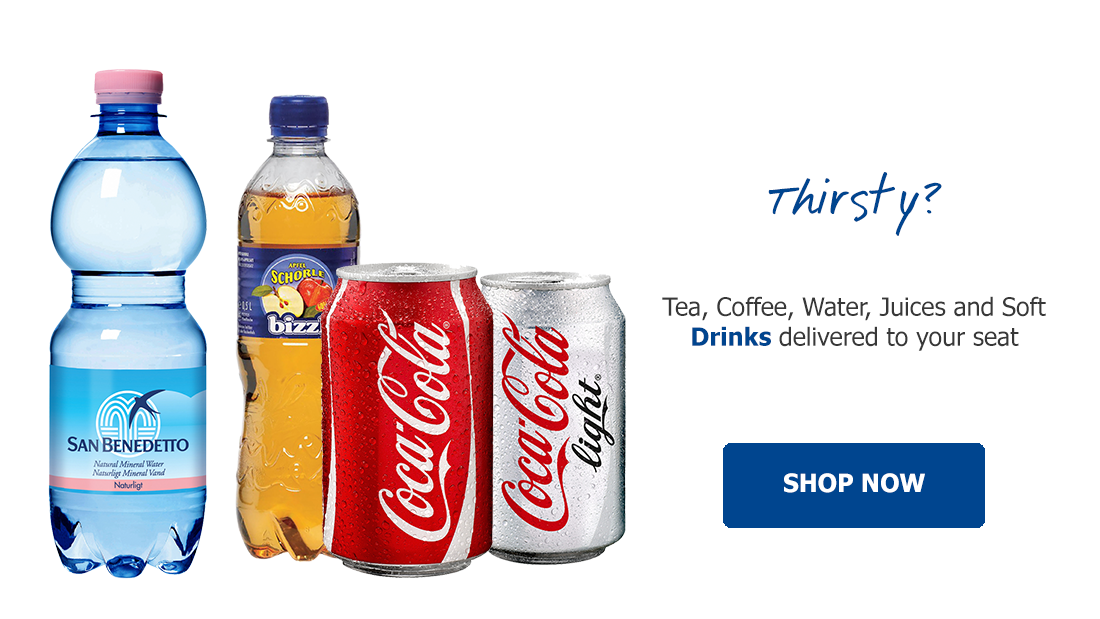 SAN BENEDETTO
Natural Mineral Water
Naturligt Mineral Vand
Naturligt
APFEL
SCHORLE
bizz
Coca-Cola
®
Coca-Cola
light
®
Thirsty?
Tea, Coffee, Water, Juices and Soft
Drinks delivered to your seat
SHOP NOW